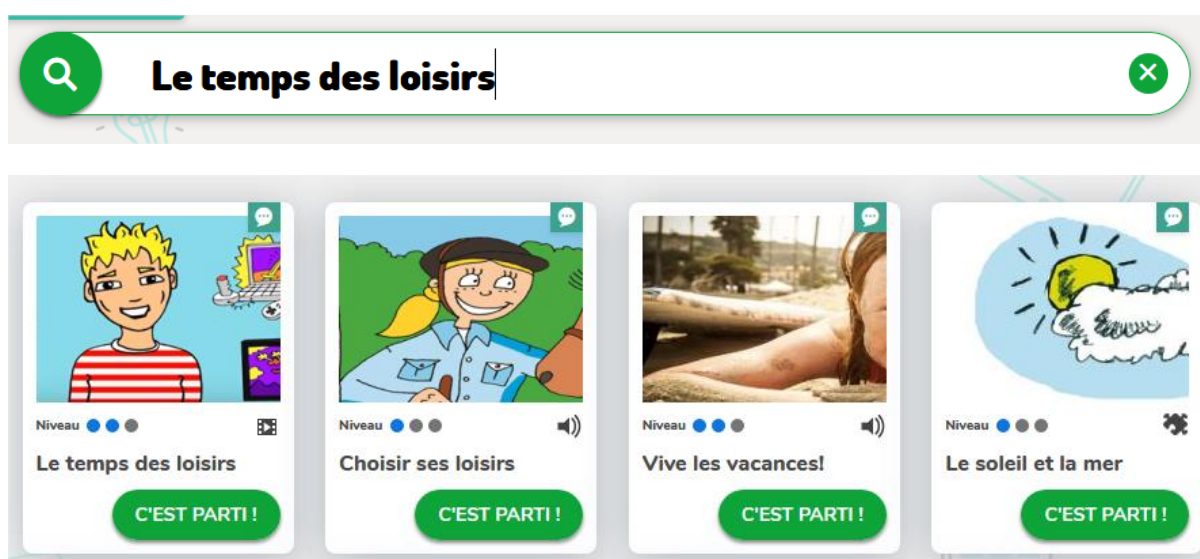 Le temps des loisirs
Niveau
Le temps des loisirs
C'EST PARTI !
Niveau
Choisir ses loisirs
C'EST PARTI !
Niveau
Vive les vacances!
C'EST PARTI !
Niveau
Le soleil et la mer
C'EST PARTI !